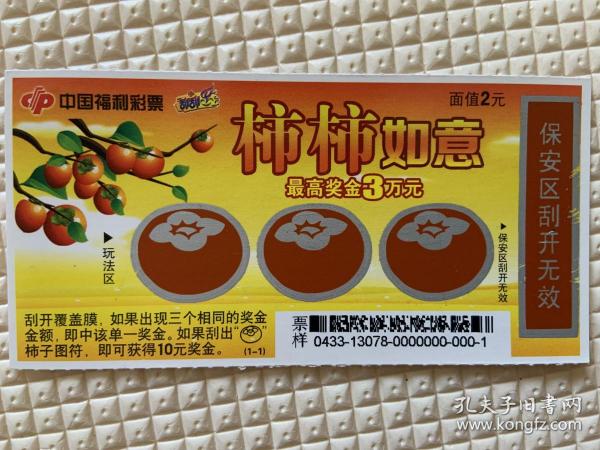 中国福利彩票
刮刮乐
面值2元
柿柿如意
最高奖金3万元
▶玩法区
▶保安区刮开无效
保安区刮开无效
刮开覆盖膜，如果出现三个相同的奖金
金额，即中该单一奖金。如果刮出“ ”
柿子图符，即可获得10元奖金。 (1-1)
票样
0433-13078-0000000-000-1
孔夫子旧书网
www.kongfz.com